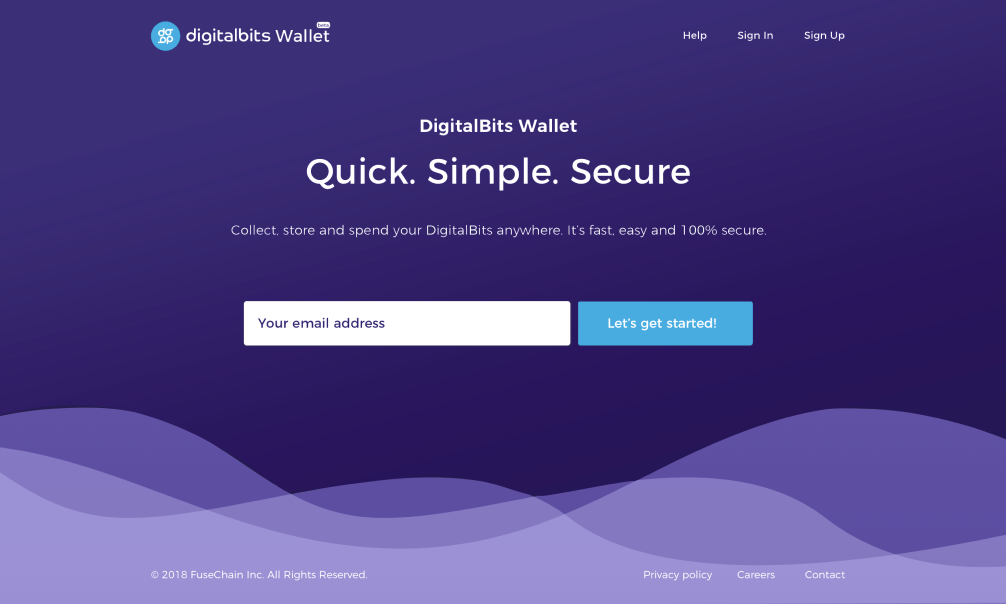 digitalbits Wallet beta
Help Sign In Sign Up
DigitalBits Wallet
Quick. Simple. Secure
Collect, store and spend your DigitalBits anywhere. It's fast, easy and 100% secure.
Your email address
Let's get started!
© 2018 FuseChain Inc. All Rights Reserved.
Privacy policy Careers Contact